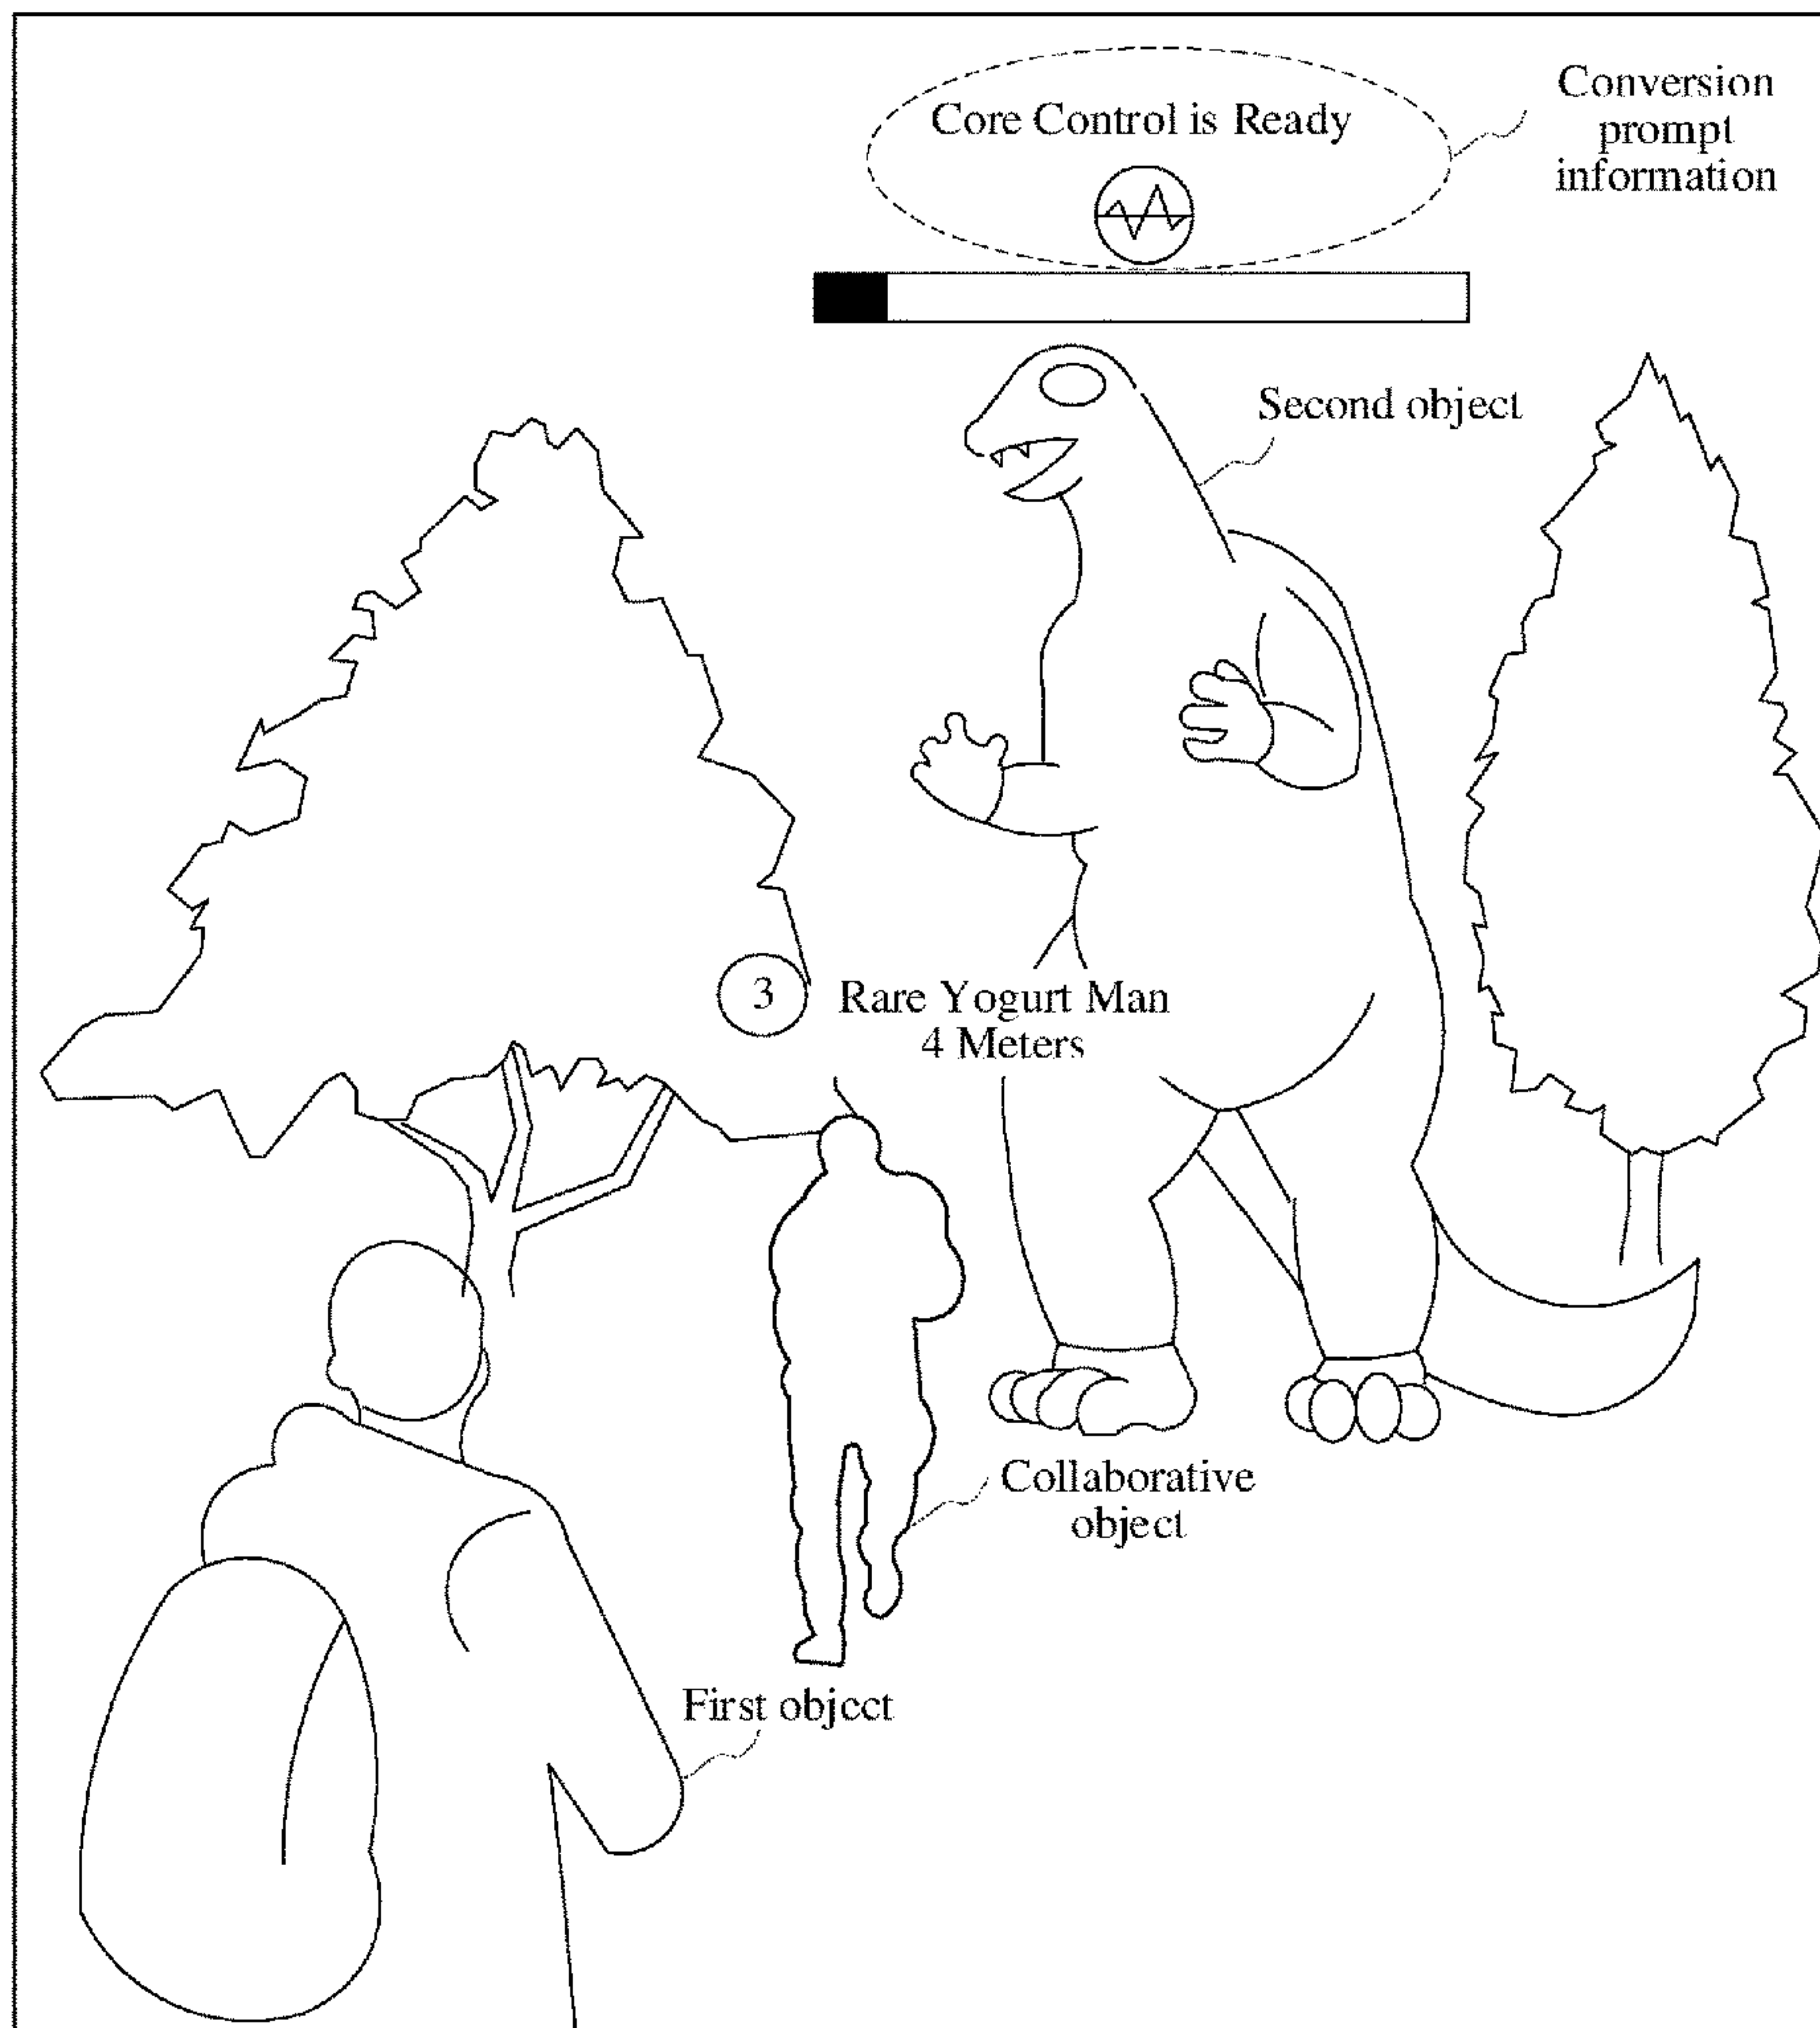 Core Control is Ready
Conversion
prompt
information
Second object
3
Rare Yogurt Man
4 Meters
Collaborative
object
First object